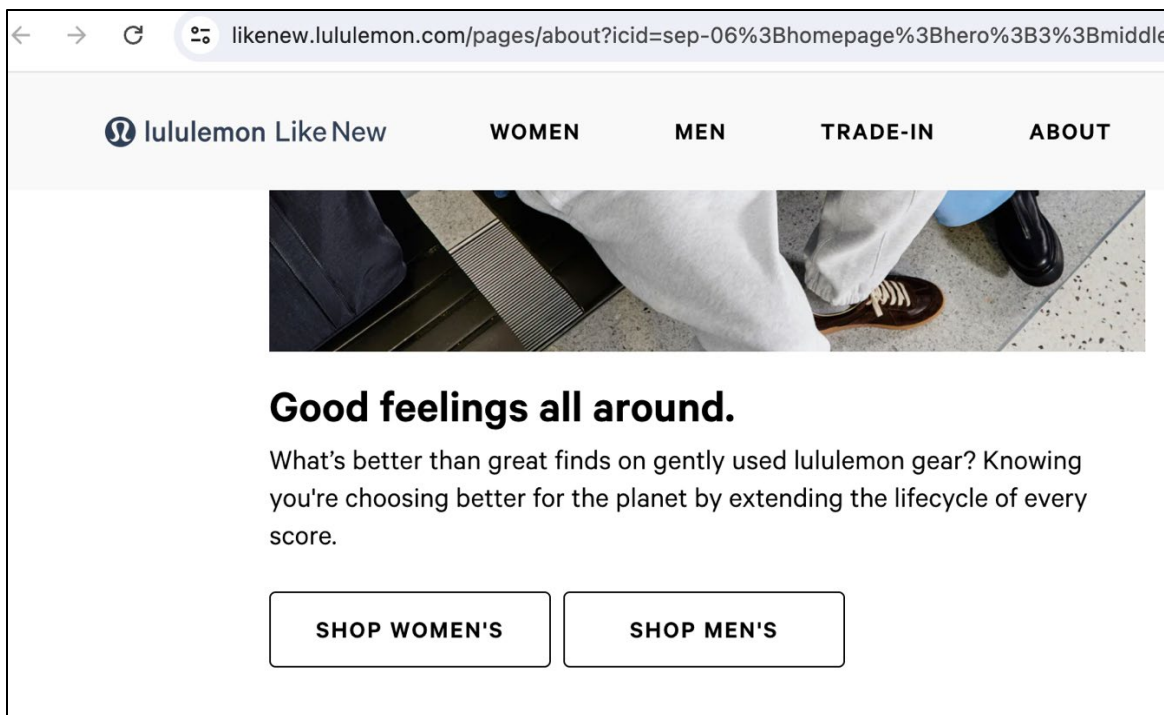 likenew.lululemon.com/pages/about?icid=sep-06%3Bhomepage%3Bhero%3B3%3Bmiddle
lululemon Like New WOMEN MEN TRADE-IN ABOUT
Good feelings all around.
What’s better than great finds on gently used lululemon gear? Knowing
you're choosing better for the planet by extending the lifecycle of every
score.
SHOP WOMEN'S SHOP MEN'S